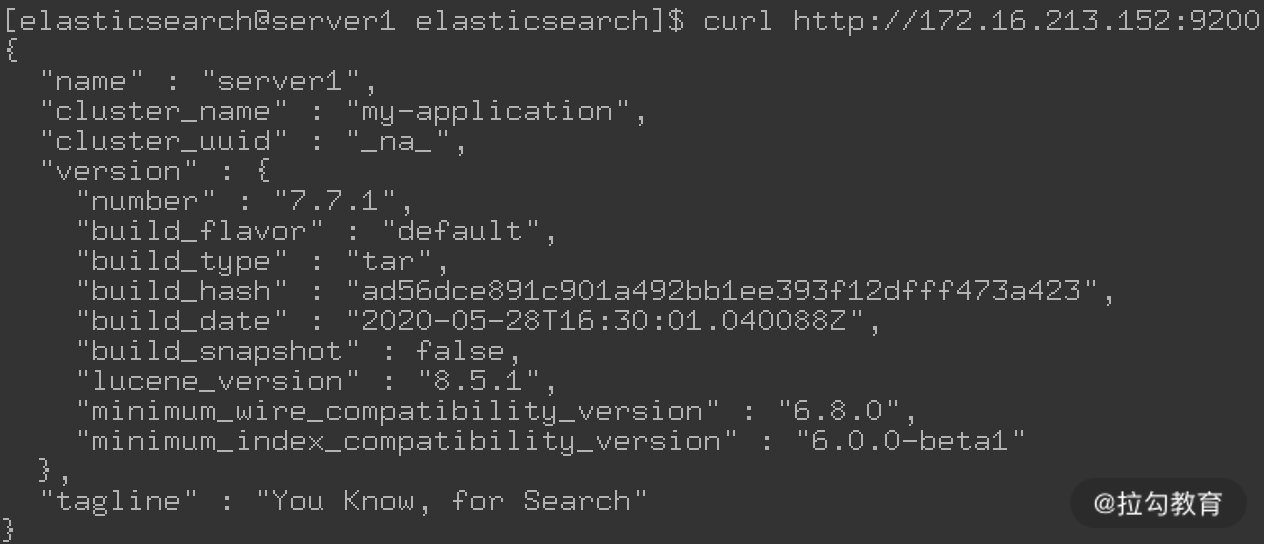 [elasticsearch@server1 elasticsearch]$ curl http://172.16.213.152:9200
{
  "name" : "server1",
  "cluster_name" : "my-application",
  "cluster_uuid" : "_na_",
  "version" : {
    "number" : "7.7.1",
    "build_flavor" : "default",
    "build_type" : "tar",
    "build_hash" : "ad56dce891c901a492bb1ee393f12dfff473a423",
    "build_date" : "2020-05-28T16:30:01.040088Z",
    "build_snapshot" : false,
    "lucene_version" : "8.5.1",
    "minimum_wire_compatibility_version" : "6.8.0",
    "minimum_index_compatibility_version" : "6.0.0-beta1"
  },
  "tagline" : "You Know, for Search"
}
@拉勾教育